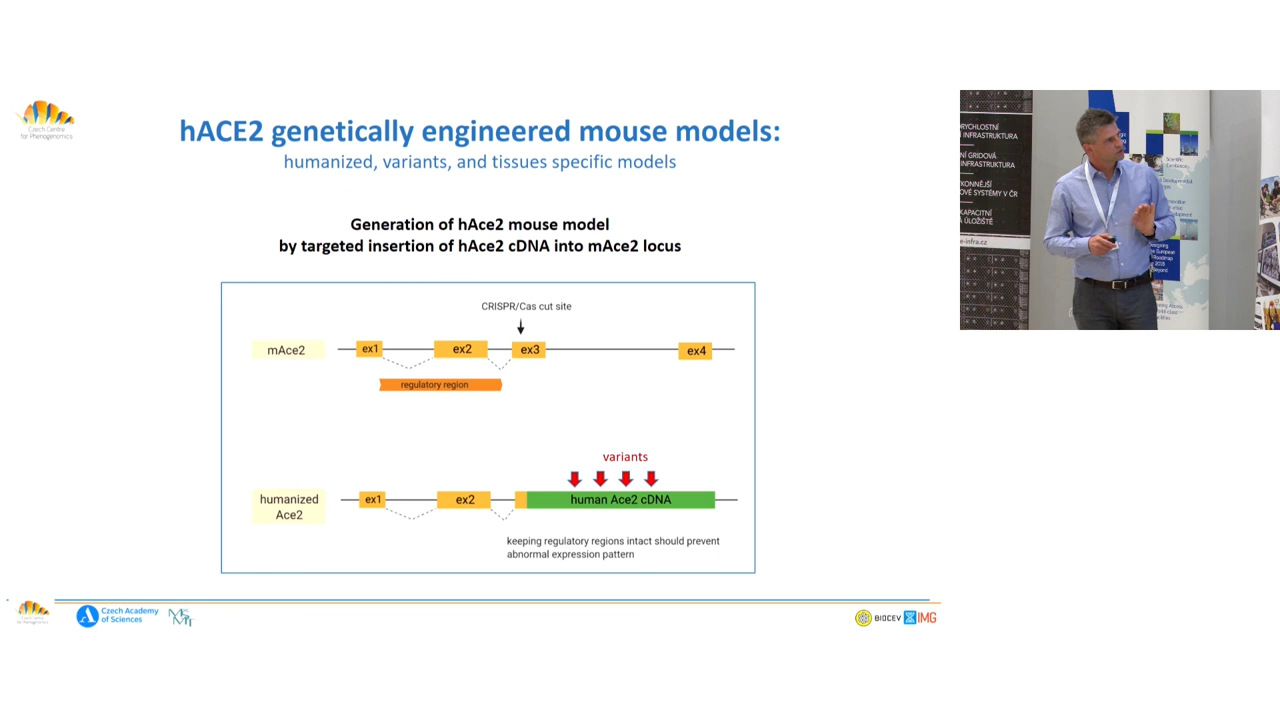 Czech Centre
for Phenogenomics
hACE2 genetically engineered mouse models:
humanized, variants, and tissues specific models
Generation of hAce2 mouse model
by targeted insertion of hAce2 cDNA into mAce2 locus
CRISPR/Cas cut site
mAce2
ex1
ex2
ex3
ex4
regulatory region
variants
humanized
Ace2
ex1
ex2
human Ace2 cDNA
keeping regulatory regions intact should prevent
abnormal expression pattern
Czech Academy
of Sciences
BIOCEV
IMG
RYCHLOSTNÍ
INFRASTRUKTURA
NÍ GRIDOVÁ
INFRASTRUKTURA
KONNĚJŠÍ
OVÉ SYSTÉMY V ČR
KAPACITNÍ
ÚLOŽIŠTĚ
e-infra.cz